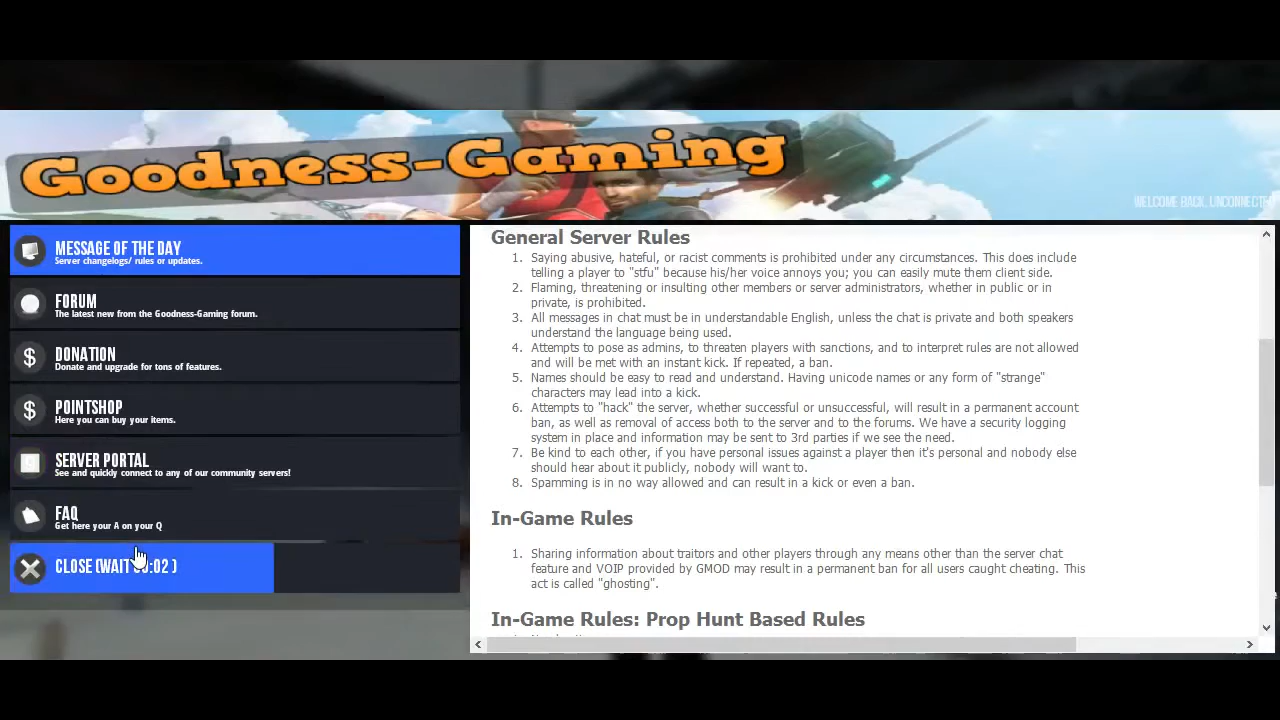 Goodness-Gaming
WELCOME BACK, UNCONNECT
MESSAGE OF THE DAY
Server changelogs/ rules or updates.
FORUM
The latest new from the Goodness-Gaming forum.
DONATION
Donate and upgrade for tons of features.
POINTSHOP
Here you can buy your items.
SERVER PORTAL
See and quickly connect to any of our community servers!
FAQ
Get here your A on your Q
CLOSE (WAIT :02 )
General Server Rules
1. Saying abusive, hateful, or racist comments is prohibited under any circumstances. This does include
telling a player to "stfu" because his/her voice annoys you; you can easily mute them client side.
2. Flaming, threatening or insulting other members or server administrators, whether in public or in
private, is prohibited.
3. All messages in chat must be in understandable English, unless the chat is private and both speakers
understand the language being used.
4. Attempts to pose as admins, to threaten players with sanctions, and to interpret rules are not allowed
and will be met with an instant kick. If repeated, a ban.
5. Names should be easy to read and understand. Having unicode names or any form of "strange"
characters may lead into a kick.
6. Attempts to "hack" the server, whether successful or unsuccessful, will result in a permanent account
ban, as well as removal of access both to the server and to the forums. We have a security logging
system in place and information may be sent to 3rd parties if we see the need.
7. Be kind to each other, if you have personal issues against a player then it's personal and nobody else
should hear about it publicly, nobody will want to.
8. Spamming is in no way allowed and can result in a kick or even a ban.
In-Game Rules
1. Sharing information about traitors and other players through any means other than the server chat
feature and VOIP provided by GMOD may result in a permanent ban for all users caught cheating. This
act is called "ghosting".
In-Game Rules: Prop Hunt Based Rules